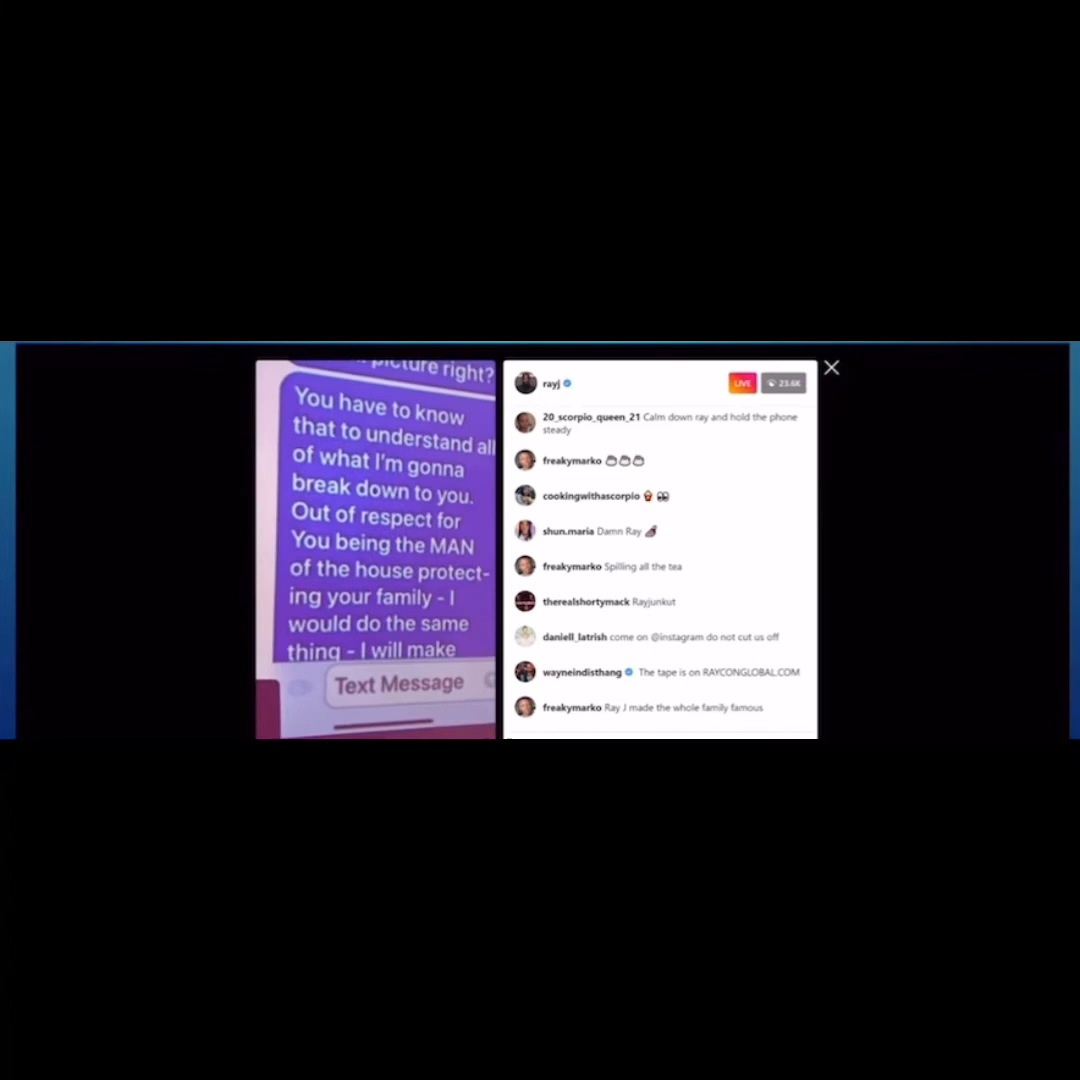 picture right?
You have to know
that to understand all
of what I'm gonna
break down to you.
Out of respect for
You being the MAN
of the house protect-
ing your family - I
would do the same
thing - I will make
Text Message
rayj
LIVE
23.6K
20_scorpio_queen_21 Calm down ray and hold the phone
steady
freakymarko
cookingwithascorpio
shun.maria Damn Ray
freakymarko Spilling all the tea
therealshortymack Rayjunkut
daniell_latrish come on @instagram do not cut us off
wayneindisthang The tape is on RAYCONGLOBAL.COM
freakymarko Ray J made the whole family famous